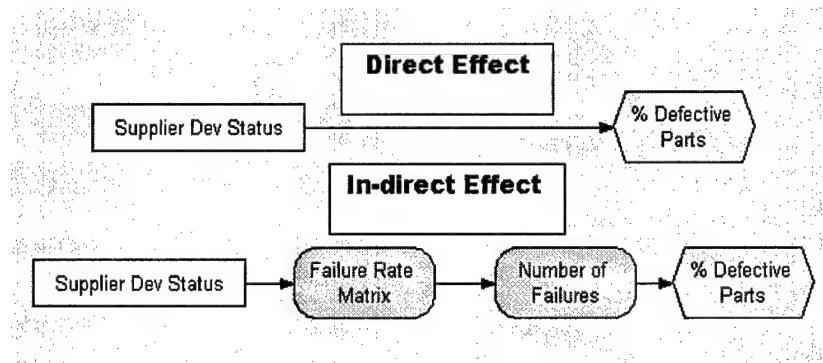 Direct Effect
Supplier Dev Status
% Defective
Parts
In-direct Effect
Supplier Dev Status
Failure Rate
Matrix
Number of
Failures
% Defective
Parts